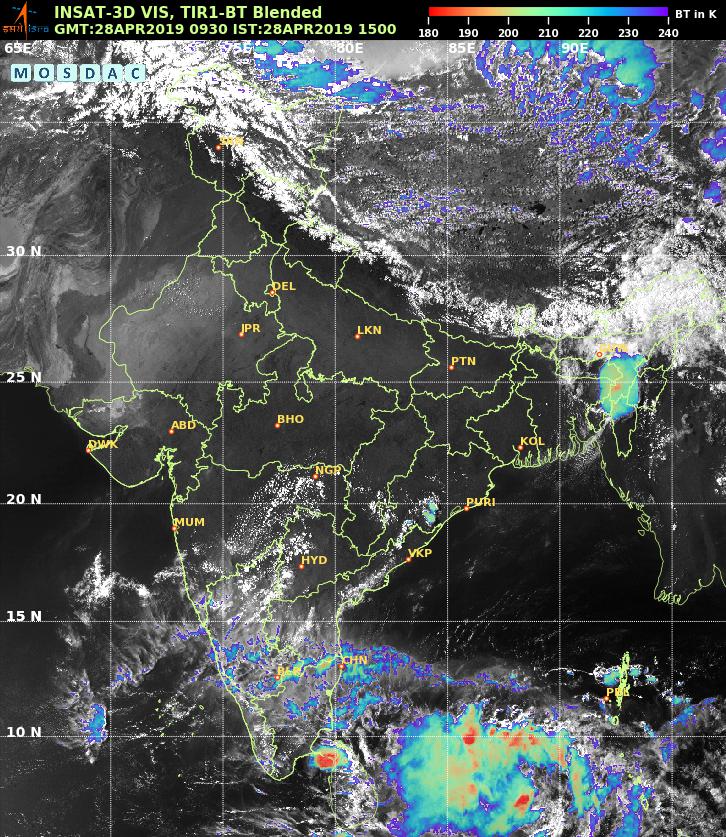 INSAT-3D VIS, TIR1-BT Blended
GMT:28APR2019 0930 IST:28APR2019 1500
BT in K
180 190 200 210 220 230 240
65E 75E 80E 85E 90E
MOSDAC
30 N
DEL
JPR LKN
PTN
25 N
ABD BHO
DWK KOL
NGP
20 N PURI
MUM
VKP
HYD
15 N
CHN
10 N